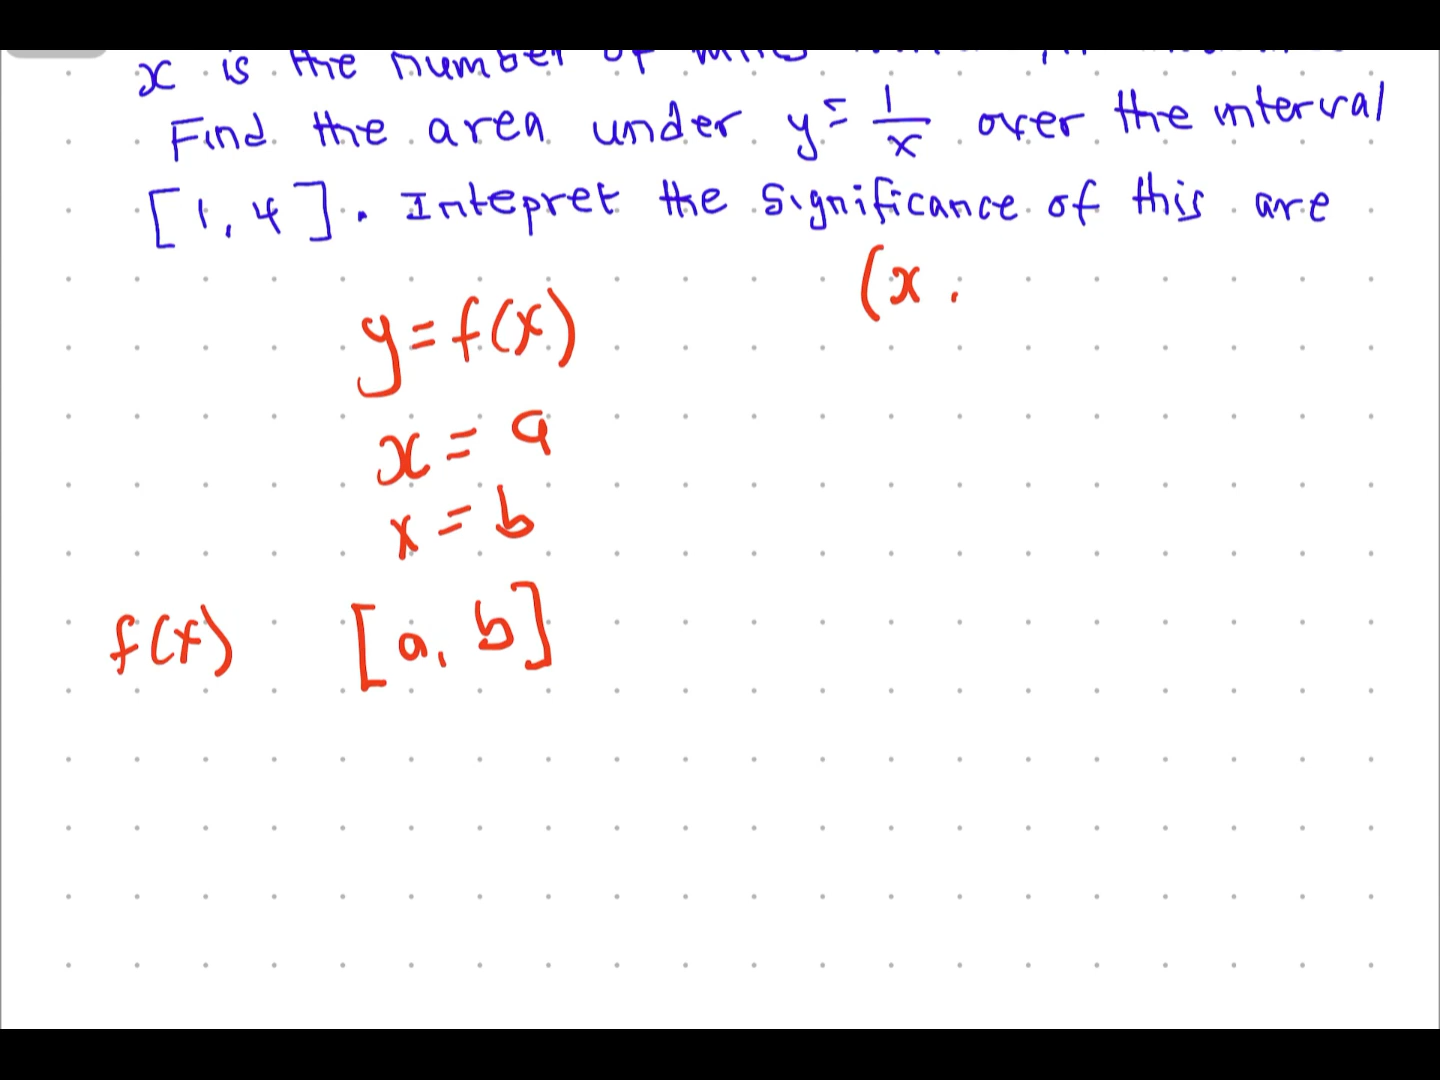 x is the number of
Find the area under y = 1/x over the interval
[1, 4]. Intepret the significance of this are
(x,
y = f(x)
x = a
x = b
f(x) [a, b]